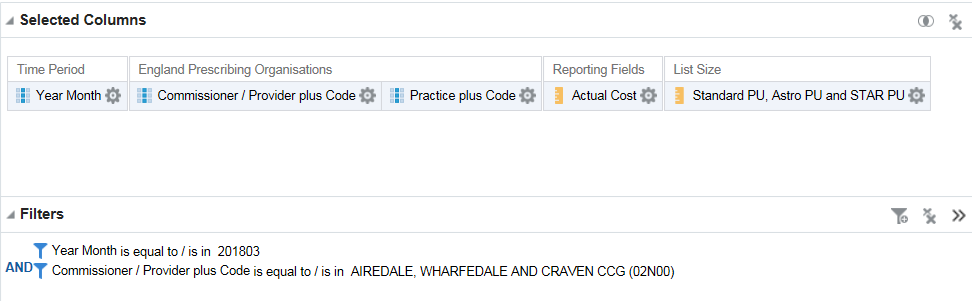 Selected Columns
Time Period England Prescribing Organisations Reporting Fields List Size
Year Month Commissioner / Provider plus Code Practice plus Code Actual Cost Standard PU, Astro PU and STAR PU
Filters
Year Month is equal to / is in 201803
AND Commissioner / Provider plus Code is equal to / is in AIREDALE, WHARFEDALE AND CRAVEN CCG (02N00)